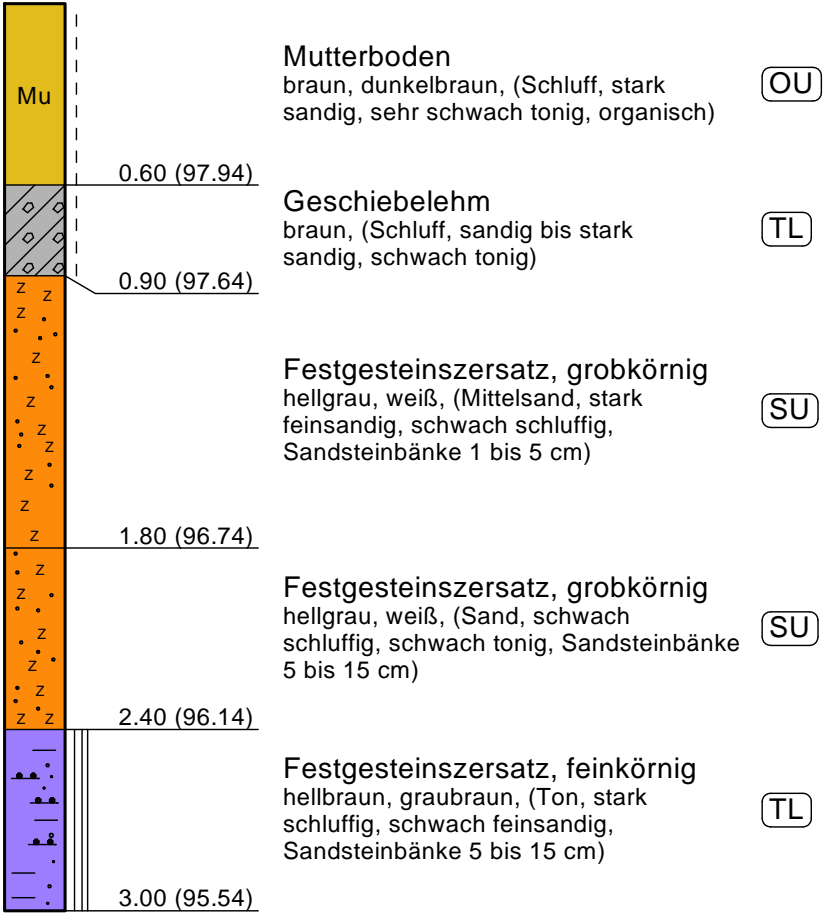 Mutterboden
braun, dunkelbraun, (Schluff, stark
sandig, sehr schwach tonig, organisch)
OU
Mu
0.60 (97.94)
Geschiebelehm
braun, (Schluff, sandig bis stark
sandig, schwach tonig)
TL
0.90 (97.64)
z z
z
z
z
z
z
z
z
z
Festgesteinszersatz, grobkörnig
hellgrau, weiß, (Mittelsand, stark
feinsandig, schwach schluffig,
Sandsteinbänke 1 bis 5 cm)
SU
1.80 (96.74)
z
z
z
z
z
z z
Festgesteinszersatz, grobkörnig
hellgrau, weiß, (Sand, schwach
schluffig, schwach tonig, Sandsteinbänke
5 bis 15 cm)
SU
2.40 (96.14)
Festgesteinszersatz, feinkörnig
hellbraun, graubraun, (Ton, stark
schluffig, schwach feinsandig,
Sandsteinbänke 5 bis 15 cm)
TL
3.00 (95.54)